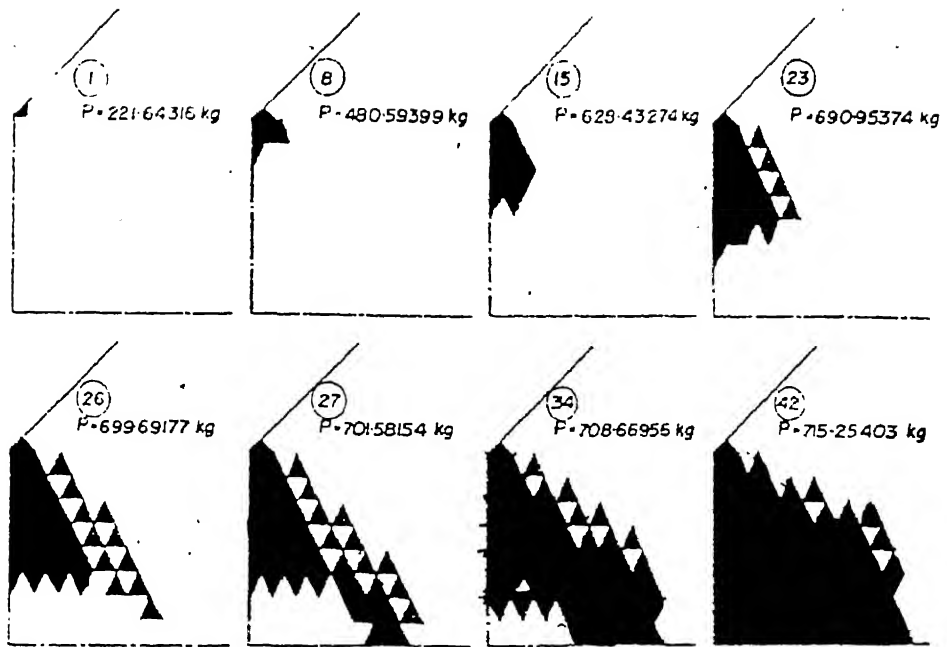 1
P=221·64316 kg
8
P=480·59399 kg
15
P=629·43274 kg
23
P=690·95374 kg
26
P=699·69177 kg
27
P=701·58154 kg
34
P=708·66956 kg
42
P=715·25403 kg